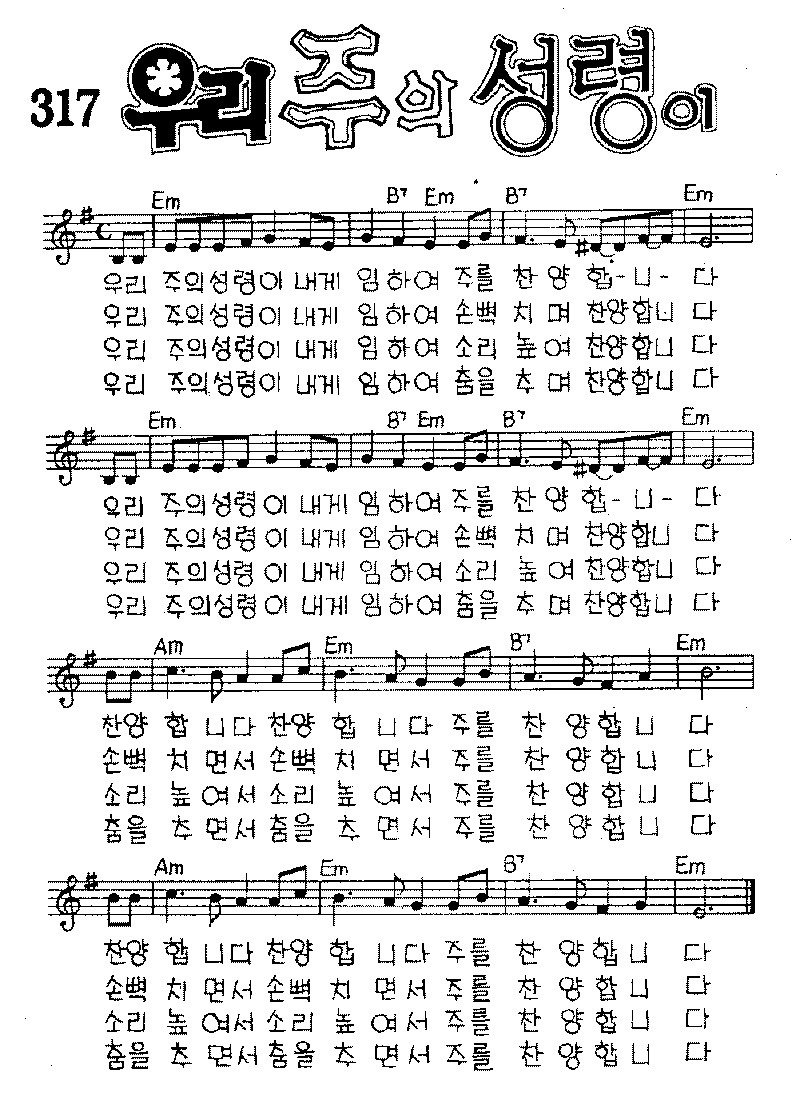 317 우리 주의 성령이
Em B7 Em B7 Em
우리 주의성령이 내게 임하여 주를 찬 양 합-니- 다
우리 주의성령이 내게 임하여 손뼉 치 며 찬양합니 다
우리 주의성령이 내게 임하여 소리 높여 찬양합니 다
우리 주의성령이 내게 임하여 춤을 추 며 찬양합니 다
Em B7 Em B7 Em
우리 주의성령이 내게 임하여 주를 찬 양 합-니- 다
우리 주의성령이 내게 임하여 손뼉 치 며 찬양합니 다
우리 주의성령이 내게 임하여 소리 높 여 찬양합니 다
우리 주의성령이 내게 임하여 춤을 추 며 찬양합니 다
Am Em B7 Em
찬양 합 니다 찬양 합 니다 주를 찬 양합니 다
손뼉 치 면서 손뼉 치 면서 주를 찬 양합니 다
소리 높 여서 소리 높 여서 주를 찬 양합니 다
춤을 추 면서 춤을 추 면서 주를 찬 양합니 다
Am Em B7 Em
찬양 합 니다 찬양 합 니다 주를 찬 양합니 다
손뼉 치 면서 손뼉 치 면서 주를 찬 양합니 다
소리 높 여서 소리 높 여서 주를 찬 양합니 다
춤을 추 면서 춤을 추 면서 주를 찬 양합니 다